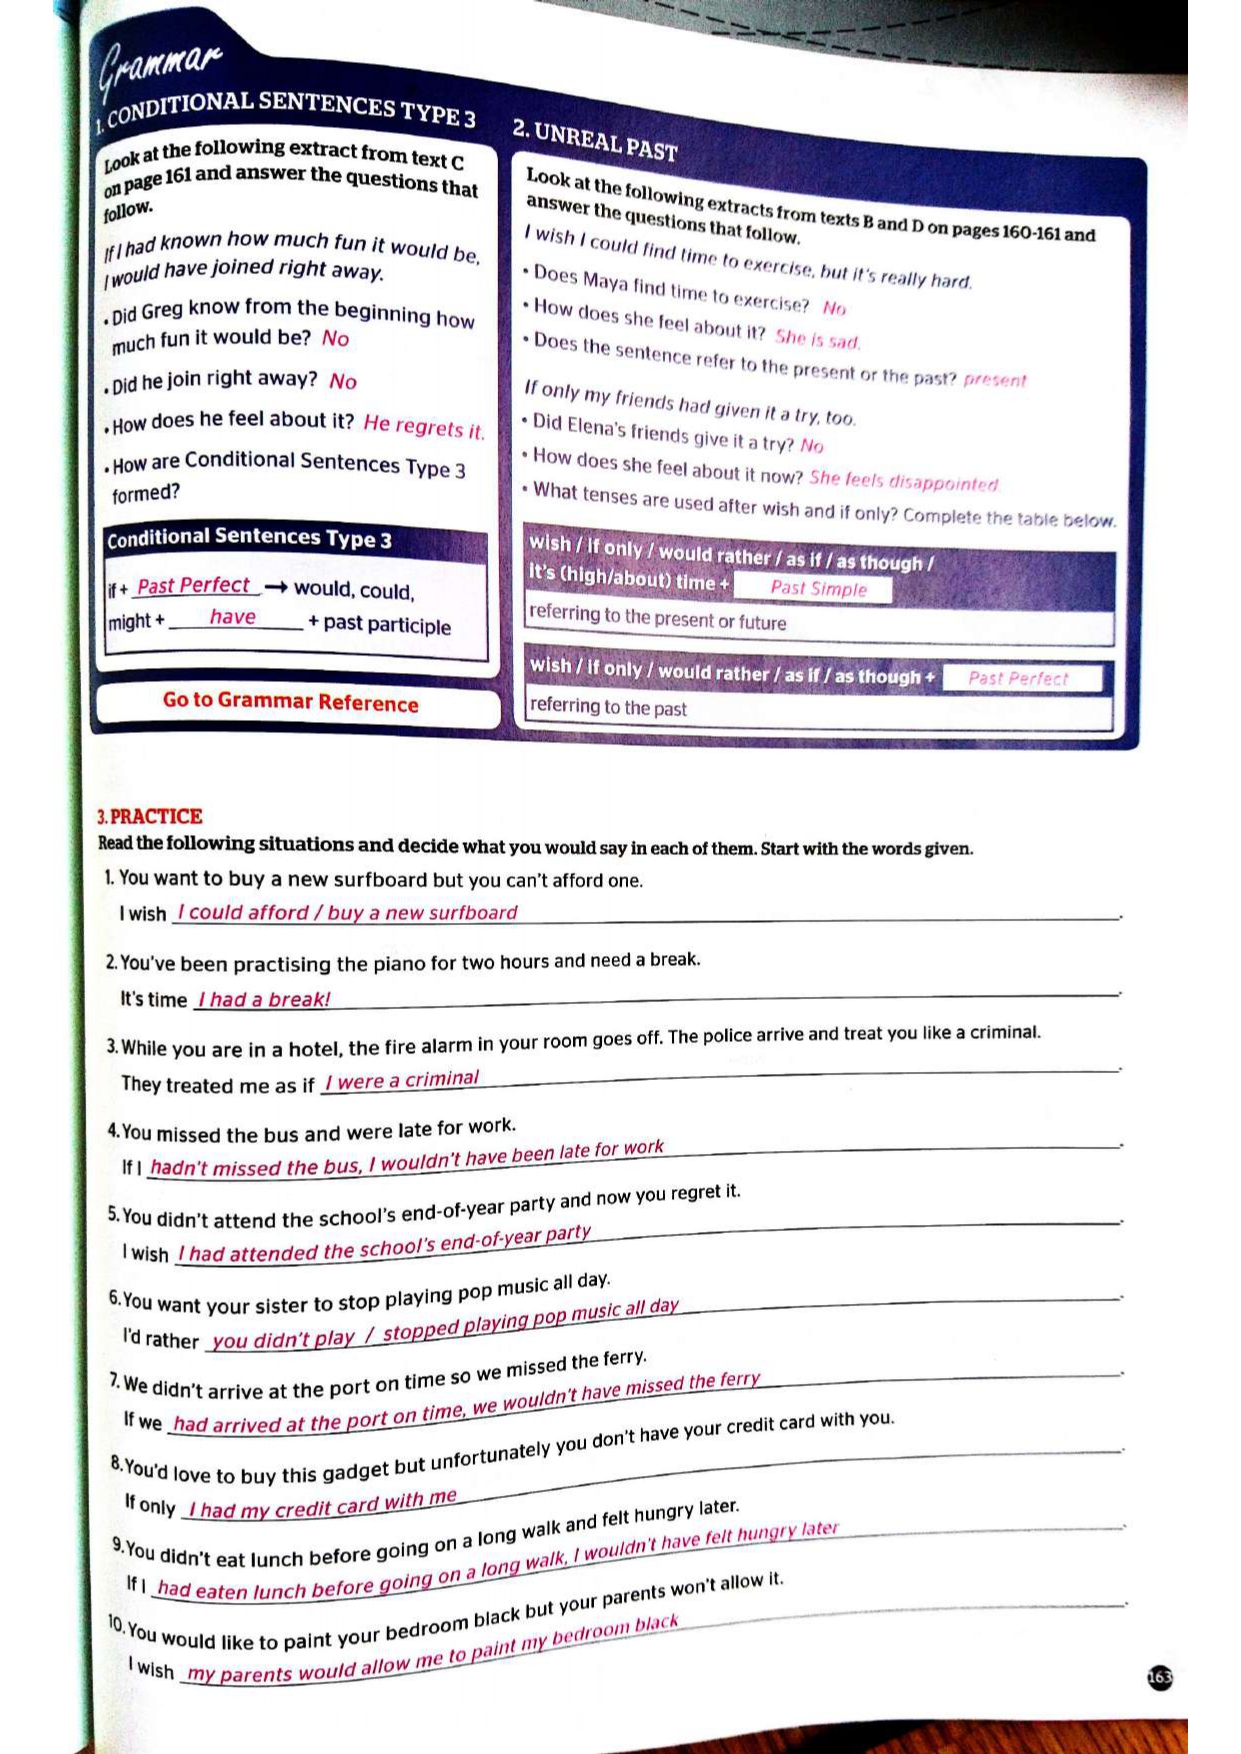 Grammar
1. CONDITIONAL SENTENCES TYPE 3
Look at the following extract from text C
on page 161 and answer the questions that
follow.
If I had known how much fun it would be,
I would have joined right away.
• Did Greg know from the beginning how
much fun it would be? No
• Did he join right away? No
• How does he feel about it? He regrets it.
• How are Conditional Sentences Type 3
formed?
Conditional Sentences Type 3
if + Past Perfect → would, could,
might + have + past participle
Go to Grammar Reference
2. UNREAL PAST
Look at the following extracts from texts B and D on pages 160-161 and
answer the questions that follow.
I wish I could find time to exercise, but it's really hard.
• Does Maya find time to exercise? No
• How does she feel about it? She is sad.
• Does the sentence refer to the present or the past? present
If only my friends had given it a try, too.
• Did Elena's friends give it a try? No
• How does she feel about it now? She feels disappointed.
• What tenses are used after wish and if only? Complete the table below.
wish / if only / would rather / as if / as though /
it's (high/about) time + Past Simple
referring to the present or future
wish / if only / would rather / as if / as though + Past Perfect
referring to the past
3. PRACTICE
Read the following situations and decide what you would say in each of them. Start with the words given.
1. You want to buy a new surfboard but you can't afford one.
I wish I could afford / buy a new surfboard.
2. You've been practising the piano for two hours and need a break.
It's time I had a break!.
3. While you are in a hotel, the fire alarm in your room goes off. The police arrive and treat you like a criminal.
They treated me as if I were a criminal.
4. You missed the bus and were late for work.
If I hadn't missed the bus, I wouldn't have been late for work.
5. You didn't attend the school's end-of-year party and now you regret it.
I wish I had attended the school's end-of-year party.
6. You want your sister to stop playing pop music all day.
I'd rather you didn't play / stopped playing pop music all day.
7. We didn't arrive at the port on time so we missed the ferry.
If we had arrived at the port on time, we wouldn't have missed the ferry.
8. You'd love to buy this gadget but unfortunately you don't have your credit card with you.
If only I had my credit card with me.
9. You didn't eat lunch before going on a long walk and felt hungry later.
If I had eaten lunch before going on a long walk, I wouldn't have felt hungry later.
10. You would like to paint your bedroom black but your parents won't allow it.
I wish my parents would allow me to paint my bedroom black.
163